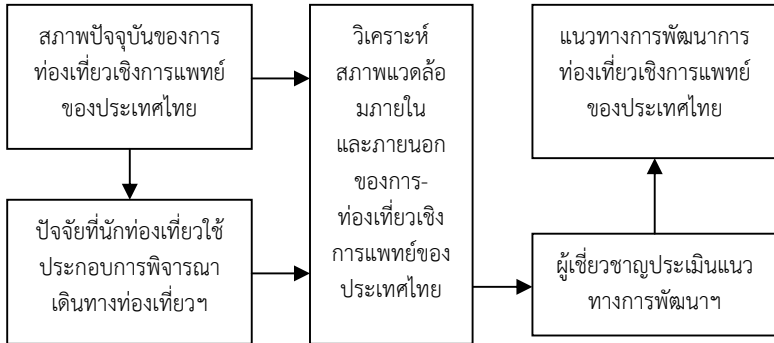 สภาพปัจจุบันของการ
ท่องเที่ยวเชิงการแพทย์
ของประเทศไทย
ปัจจัยที่นักท่องเที่ยวใช้
ประกอบการพิจารณา
เดินทางท่องเที่ยวฯ
วิเคราะห์
สภาพแวดล้อ
มภายใน
และภายนอก
ของการ-
ท่องเที่ยวเชิง
การแพทย์ของ
ประเทศไทย
ผู้เชี่ยวชาญประเมินแนว
ทางการพัฒนาฯ
แนวทางการพัฒนาการ
ท่องเที่ยวเชิงการแพทย์
ของประเทศไทย